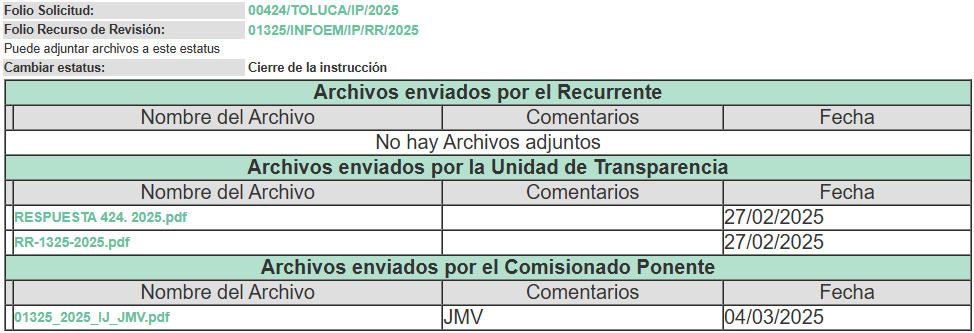 Folio Solicitud: 00424/TOLUCA/IP/2025
Folio Recurso de Revisión: 01325/INFOEM/IP/RR/2025
Puede adjuntar archivos a este estatus
Cambiar estatus: Cierre de la instrucción
Archivos enviados por el Recurrente
Nombre del Archivo Comentarios Fecha
No hay Archivos adjuntos
Archivos enviados por la Unidad de Transparencia
Nombre del Archivo Comentarios Fecha
RESPUESTA 424. 2025.pdf 27/02/2025
RR-1325-2025.pdf 27/02/2025
Archivos enviados por el Comisionado Ponente
Nombre del Archivo Comentarios Fecha
01325_2025_IJ_JMV.pdf JMV 04/03/2025